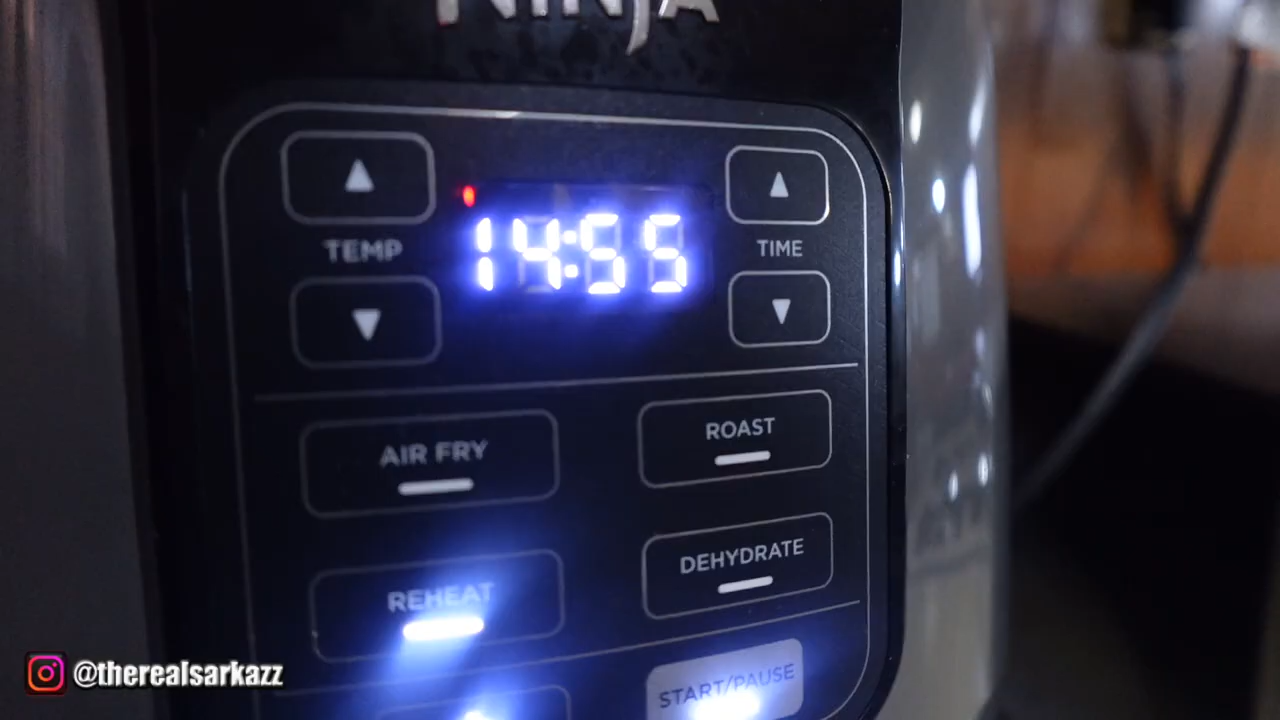 NINJA
TEMP
14:55
TIME
AIR FRY
ROAST
REHEAT
DEHYDRATE
START/PAUSE
@therealsarkazz